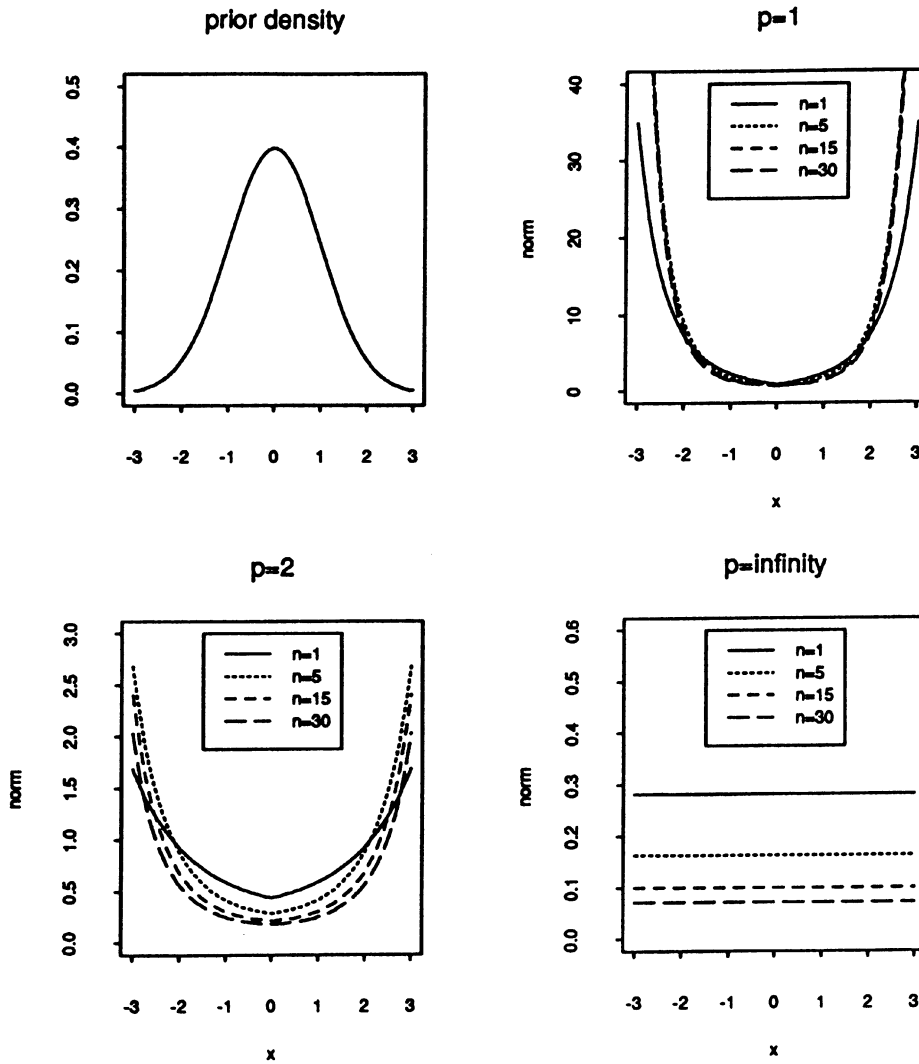 prior density
0.5
0.4
0.3
0.2
0.1
0.0
-3 -2 -1 0 1 2 3
p=1
40
30
20
10
0
norm
n=1
n=5
n=15
n=30
-3 -2 -1 0 1 2 3
x
p=2
3.0
2.5
2.0
1.5
1.0
0.5
0.0
norm
n=1
n=5
n=15
n=30
-3 -2 -1 0 1 2 3
x
p=infinity
0.6
0.5
0.4
0.3
0.2
0.1
0.0
norm
n=1
n=5
n=15
n=30
-3 -2 -1 0 1 2 3
x